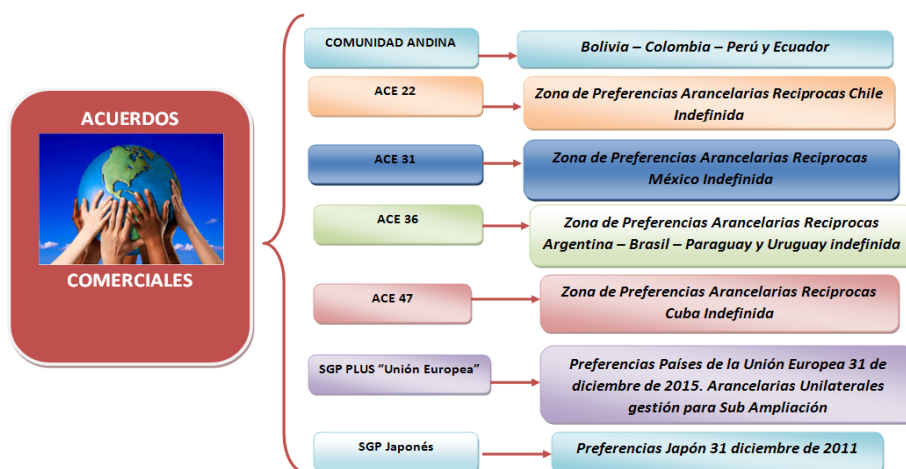 ACUERDOS
COMERCIALES
COMUNIDAD ANDINA
Bolivia – Colombia – Perú y Ecuador
ACE 22
Zona de Preferencias Arancelarias Reciprocas Chile
Indefinida
ACE 31
Zona de Preferencias Arancelarias Reciprocas
México Indefinida
ACE 36
Zona de Preferencias Arancelarias Reciprocas
Argentina – Brasil – Paraguay y Uruguay indefinida
ACE 47
Zona de Preferencias Arancelarias Reciprocas
Cuba Indefinida
SGP PLUS “Unión Europea”
Preferencias Países de la Unión Europea 31 de
diciembre de 2015. Arancelarias Unilaterales
gestión para Sub Ampliación
SGP Japonés
Preferencias Japón 31 diciembre de 2011